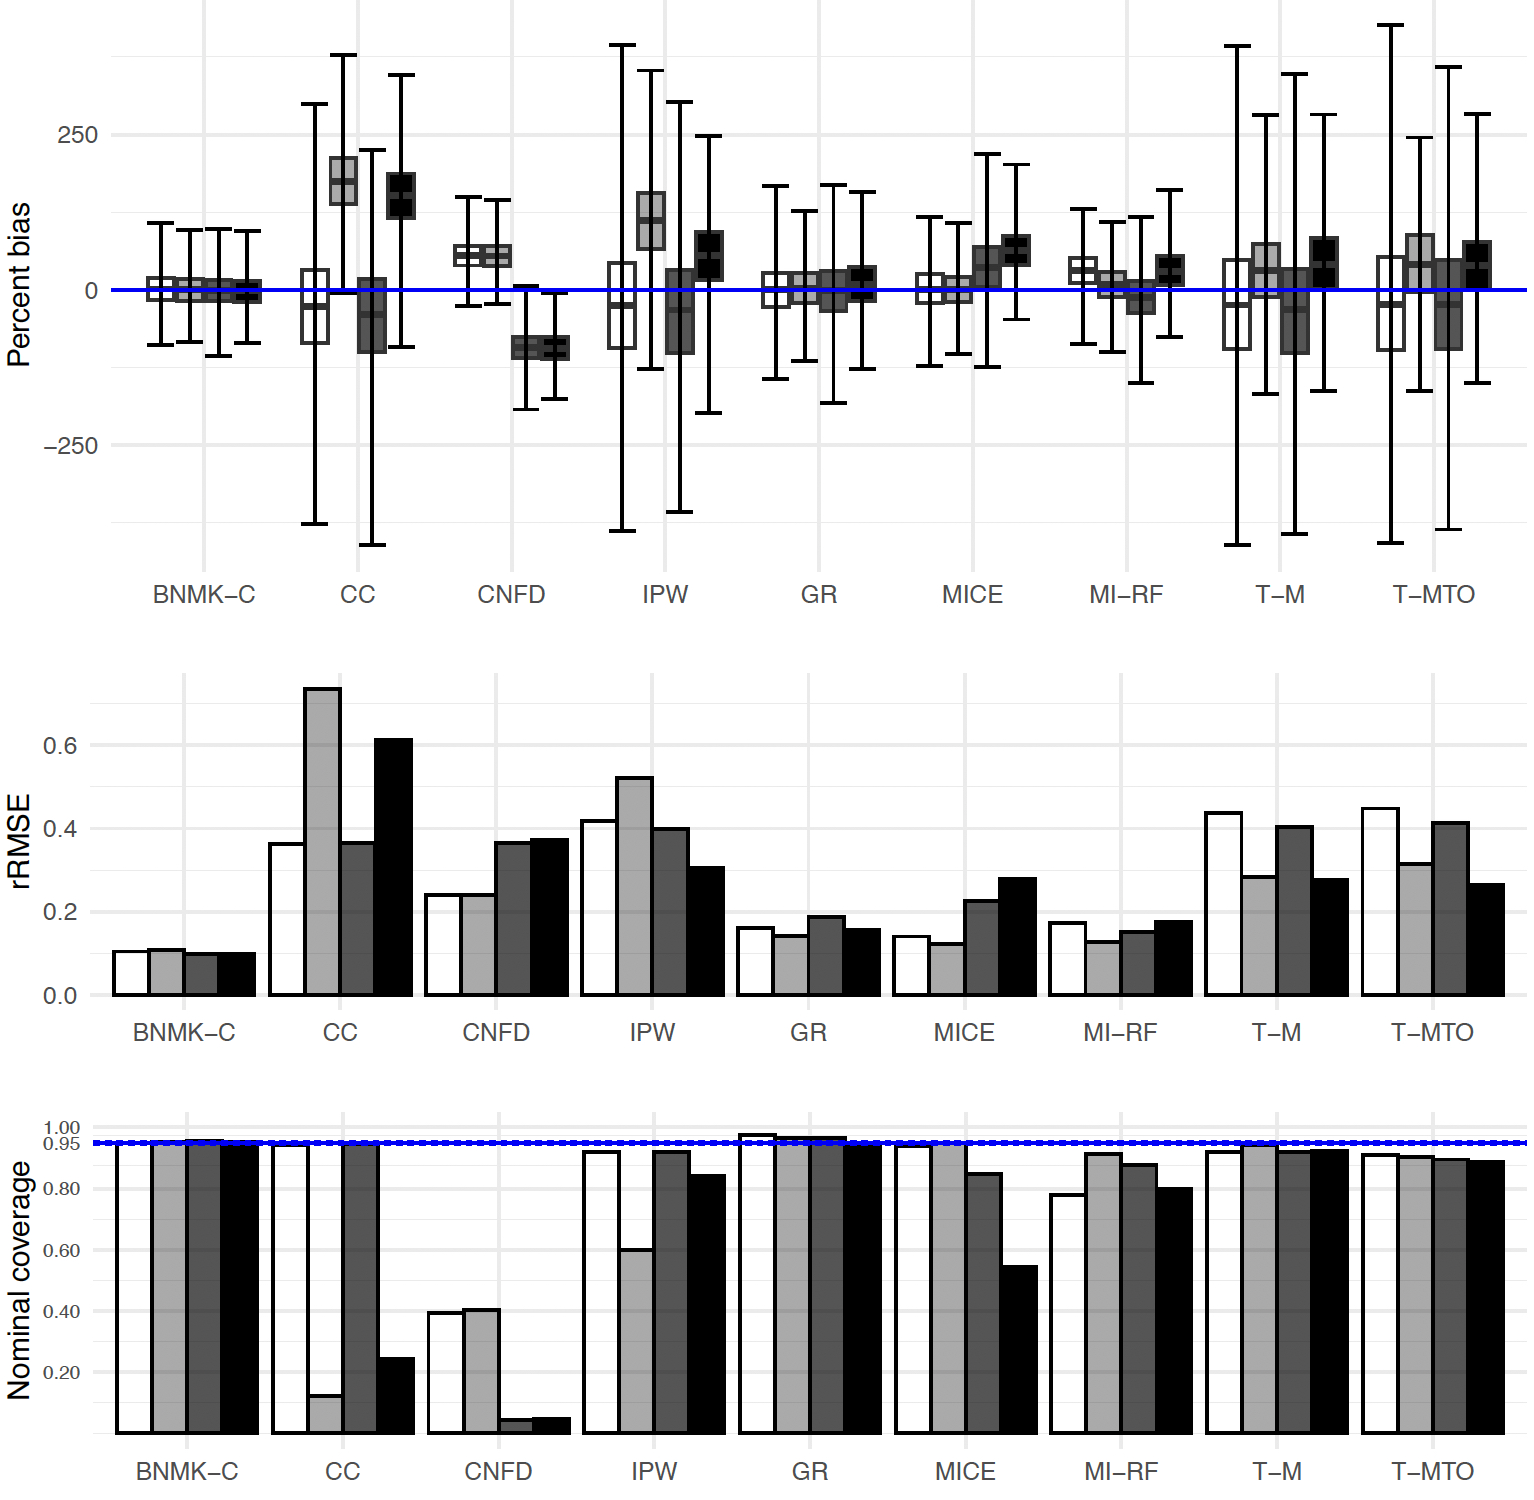 Percent bias
250
0
−250
BNMK−C CC CNFD IPW GR MICE MI−RF T−M T−MTO
rRMSE
0.6
0.4
0.2
0.0
BNMK−C CC CNFD IPW GR MICE MI−RF T−M T−MTO
Nominal coverage
1.00
0.95
0.80
0.60
0.40
0.20
BNMK−C CC CNFD IPW GR MICE MI−RF T−M T−MTO